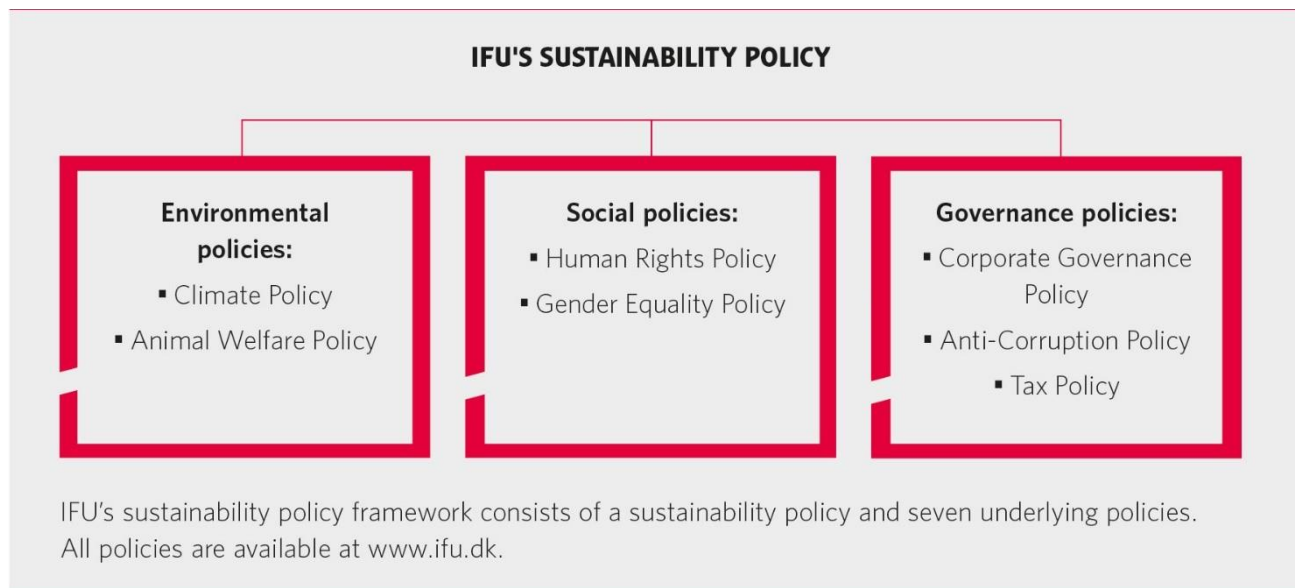 IFU'S SUSTAINABILITY POLICY
Environmental
policies:
▪ Climate Policy
▪ Animal Welfare Policy
Social policies:
▪ Human Rights Policy
▪ Gender Equality Policy
Governance policies:
▪ Corporate Governance
Policy
▪ Anti-Corruption Policy
▪ Tax Policy
IFU’s sustainability policy framework consists of a sustainability policy and seven underlying policies.
All policies are available at www.ifu.dk.